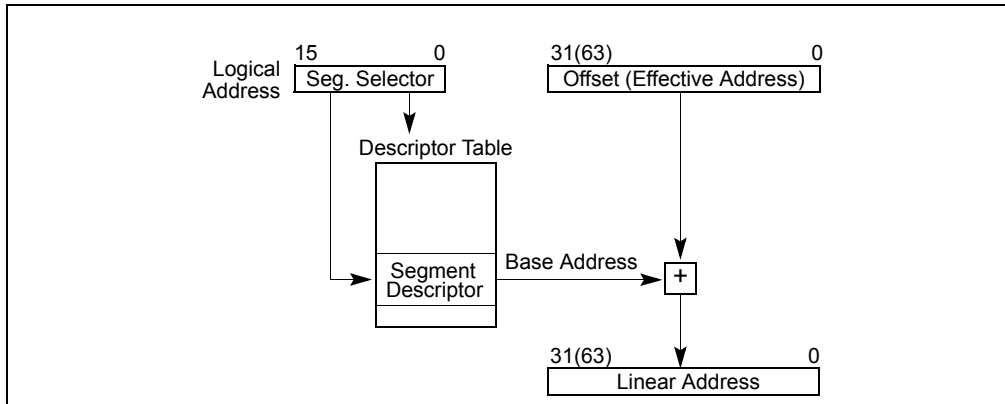 15 0
31(63) 0
Logical
Address
Seg. Selector
Offset (Effective Address)
Descriptor Table
Base Address
Segment
Descriptor
+
31(63) 0
Linear Address